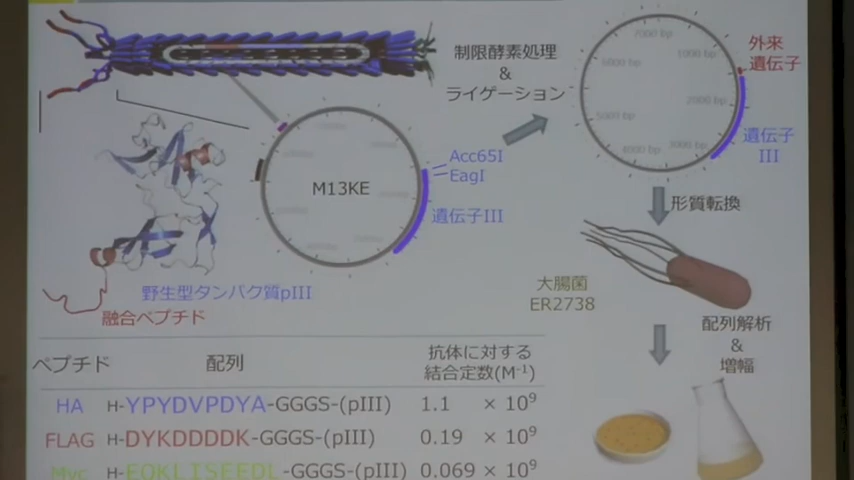 制限酵素処理
&
ライゲーション
7000 bp
1000 bp
6000 bp
2000 bp
5000 bp
3000 bp
4000 bp
外来
遺伝子
遺伝子
III
M13KE
Acc65I
EagI
遺伝子III
野生型タンパク質pIII
融合ペプチド
形質転換
大腸菌
ER2738
配列解析
&
増幅
ペプチド 配列 抗体に対する
結合定数(M-1)
HA H-YPYDVPDYA-GGGS-(pIII) 1.1 × 10⁹
FLAG H-DYKDDDDK-GGGS-(pIII) 0.19 × 10⁹
Myc H-EQKLISEEDL-GGGS-(pIII) 0.069 × 10⁹